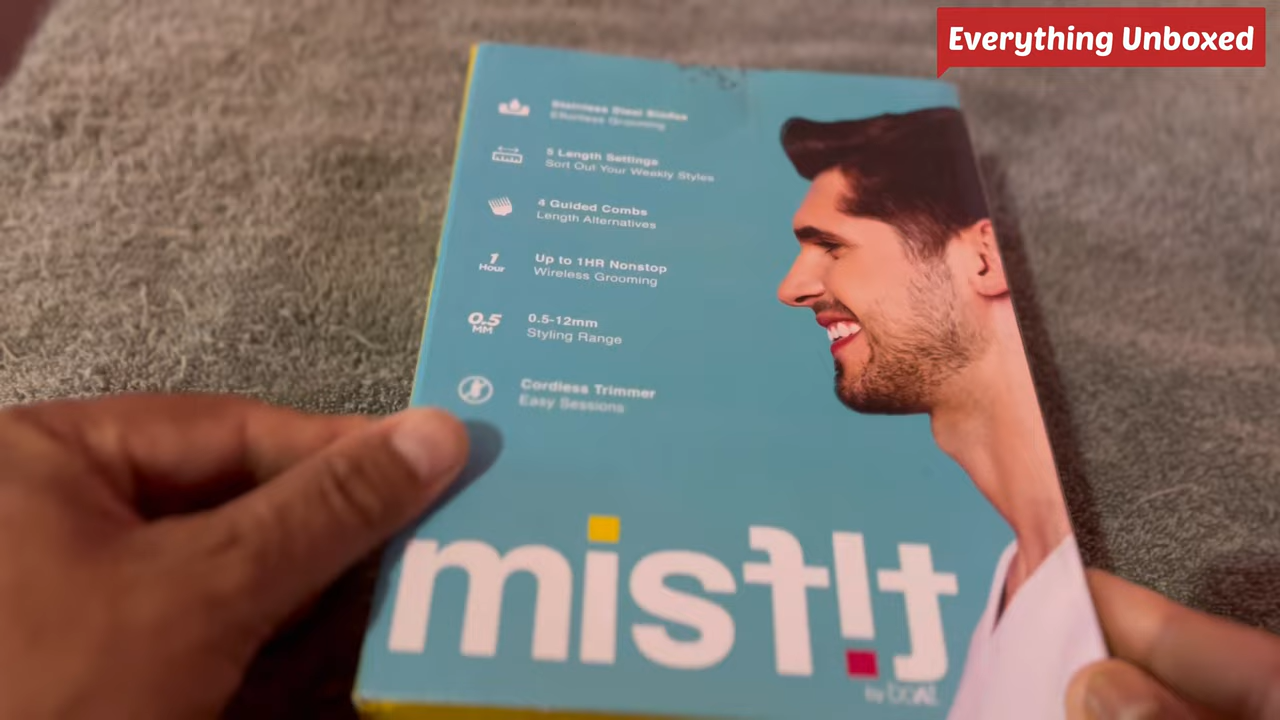 Everything Unboxed
Stainless Steel Blades
Effortless Grooming
5 Length Settings
Sort Out Your Weakly Styles
4 Guided Combs
Length Alternatives
1
Hour
Up to 1HR Nonstop
Wireless Grooming
0.5
MM
0.5-12mm
Styling Range
Cordless Trimmer
Easy Sessions
misfit
by boAt